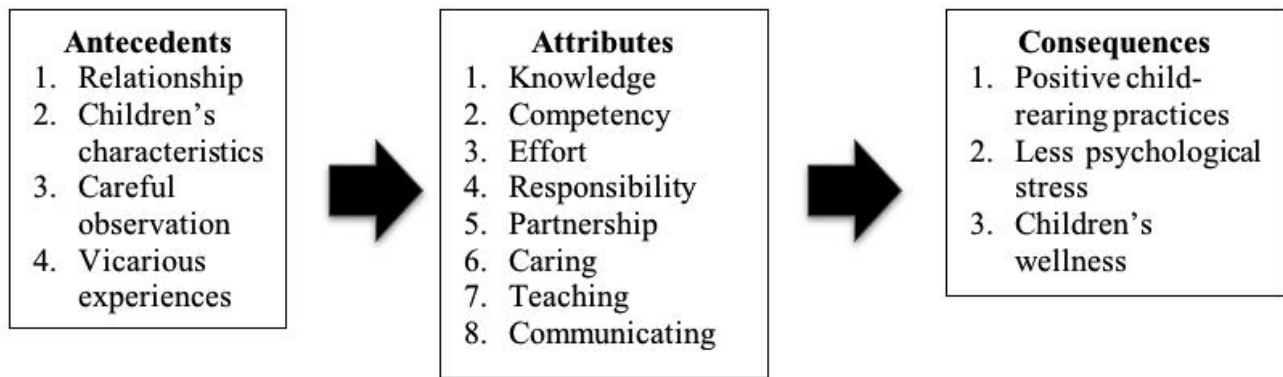 Antecedents
1. Relationship
2. Children's
characteristics
3. Careful
observation
4. Vicarious
experiences
Attributes
1. Knowledge
2. Competency
3. Effort
4. Responsibility
5. Partnership
6. Caring
7. Teaching
8. Communicating
Consequences
1. Positive child-
rearing practices
2. Less psychological
stress
3. Children's
wellness